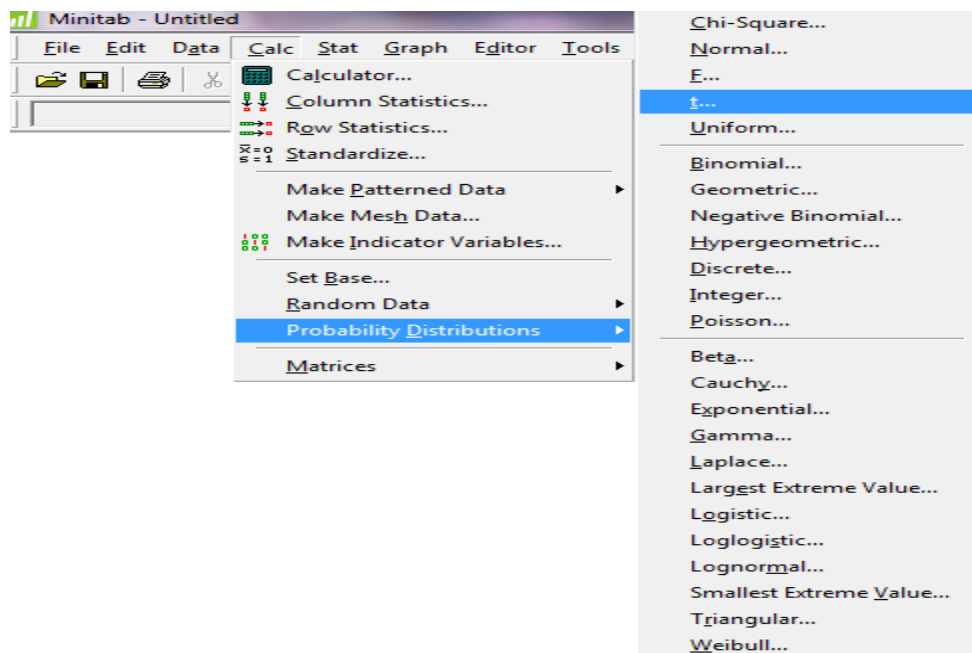 Minitab - Untitled
File Edit Data Calc Stat Graph Editor Tools
Calculator...
Column Statistics...
Row Statistics...
x̄=0
s=1 Standardize...
Make Patterned Data
Make Mesh Data...
Make Indicator Variables...
Set Base...
Random Data
Probability Distributions
Matrices
Chi-Square...
Normal...
F...
t...
Uniform...
Binomial...
Geometric...
Negative Binomial...
Hypergeometric...
Discrete...
Integer...
Poisson...
Beta...
Cauchy...
Exponential...
Gamma...
Laplace...
Largest Extreme Value...
Logistic...
Loglogistic...
Lognormal...
Smallest Extreme Value...
Triangular...
Weibull...